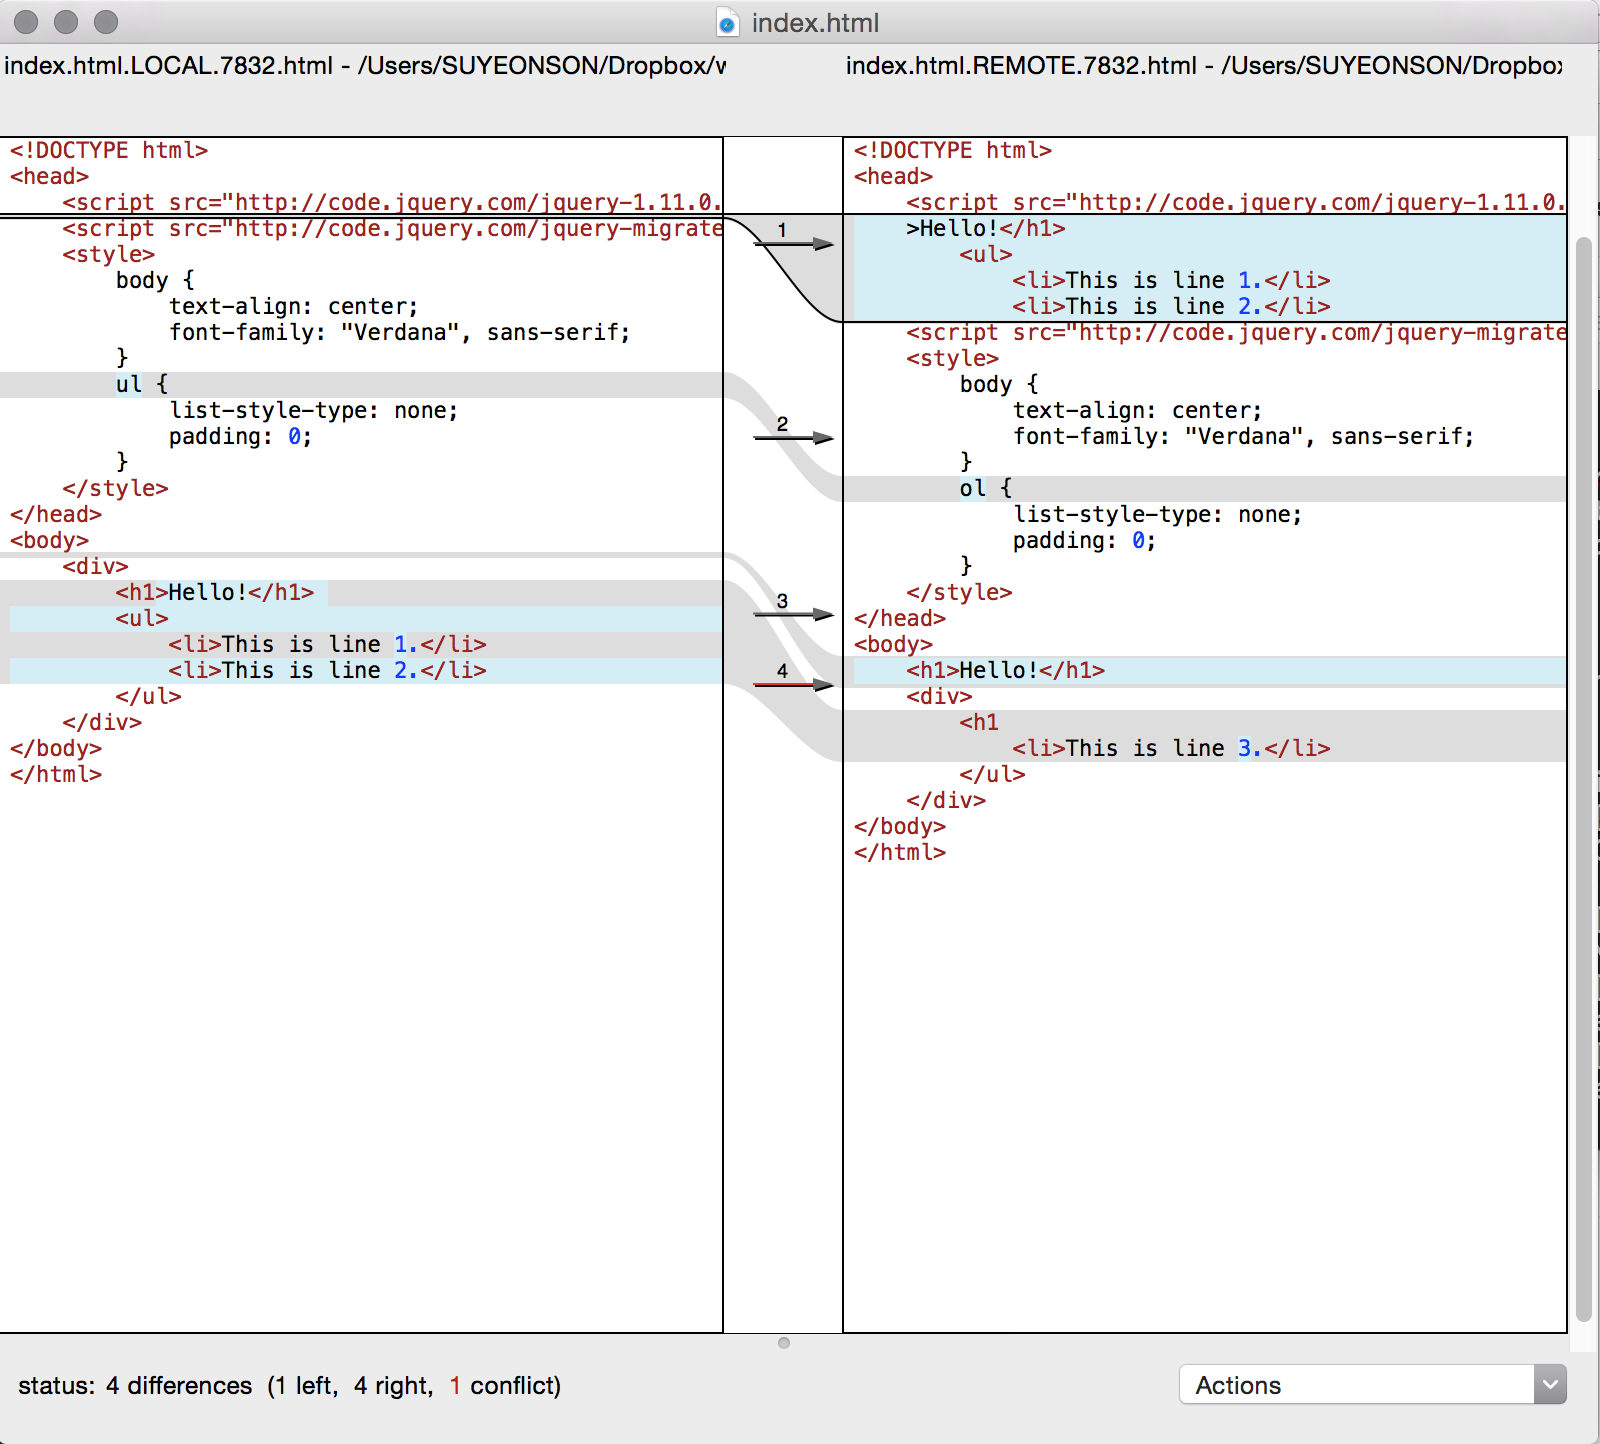 index.html
index.html.LOCAL.7832.html - /Users/SUYEONSON/Dropbox/w
<!DOCTYPE html>
<head>
    <script src="http://code.jquery.com/jquery-1.11.0.
    <script src="http://code.jquery.com/jquery-migrate
    <style>
        body {
            text-align: center;
            font-family: "Verdana", sans-serif;
        }
        ul {
            list-style-type: none;
            padding: 0;
        }
    </style>
</head>
<body>
    <div>
        <h1>Hello!</h1>
        <ul>
            <li>This is line 1.</li>
            <li>This is line 2.</li>
        </ul>
    </div>
</body>
</html>
1
2
3
4
index.html.REMOTE.7832.html - /Users/SUYEONSON/Dropbox
<!DOCTYPE html>
<head>
    <script src="http://code.jquery.com/jquery-1.11.0.
    >Hello!</h1>
        <ul>
            <li>This is line 1.</li>
            <li>This is line 2.</li>
    <script src="http://code.jquery.com/jquery-migrate
    <style>
        body {
            text-align: center;
            font-family: "Verdana", sans-serif;
        }
        ol {
            list-style-type: none;
            padding: 0;
        }
    </style>
</head>
<body>
    <h1>Hello!</h1>
    <div>
        <h1
            <li>This is line 3.</li>
        </ul>
    </div>
</body>
</html>
status: 4 differences (1 left, 4 right, 1 conflict)
Actions